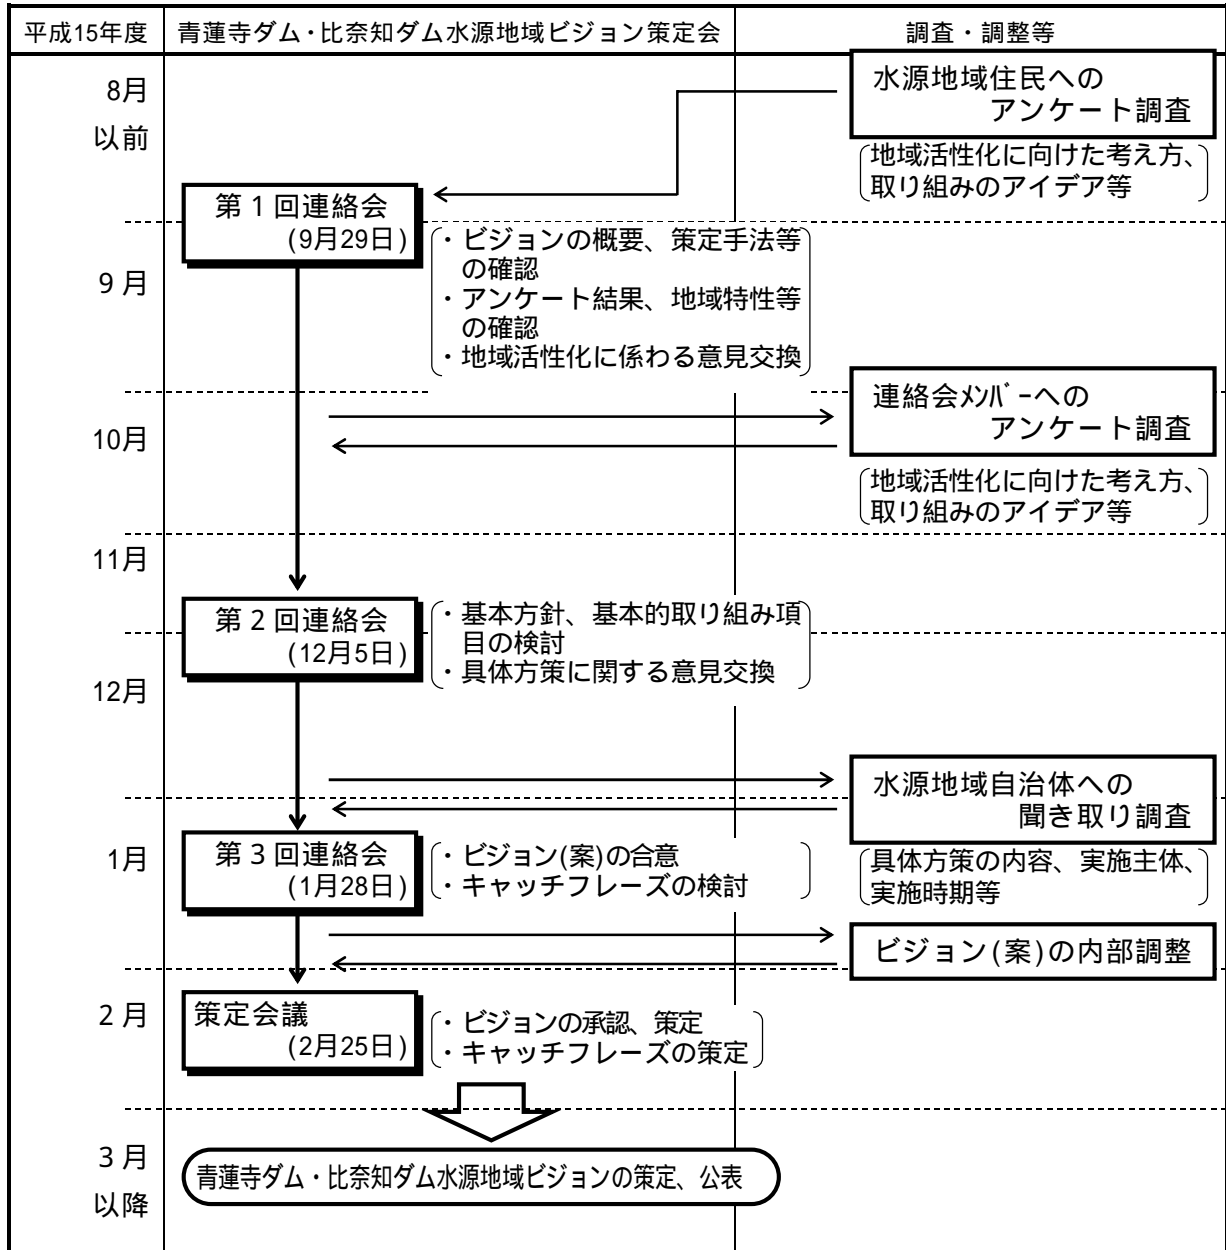 平成15年度
青蓮寺ダム・比奈知ダム水源地域ビジョン策定会
調査・調整等
8月
以前
水源地域住民への
アンケート調査
地域活性化に向けた考え方、
取り組みのアイデア等
第1回連絡会
(9月29日)
・ビジョンの概要、策定手法等
の確認
・アンケート結果、地域特性等
の確認
・地域活性化に係わる意見交換
9月
連絡会ﾒﾝﾊﾞｰへの
アンケート調査
10月
地域活性化に向けた考え方、
取り組みのアイデア等
11月
第2回連絡会
(12月5日)
・基本方針、基本的取り組み項
目の検討
・具体方策に関する意見交換
12月
水源地域自治体への
聞き取り調査
1月
第3回連絡会
(1月28日)
・ビジョン(案)の合意
・キャッチフレーズの検討
具体方策の内容、実施主体、
実施時期等
ビジョン(案)の内部調整
2月
策定会議
(2月25日)
・ビジョンの承認、策定
・キャッチフレーズの策定
3月
以降
青蓮寺ダム・比奈知ダム水源地域ビジョンの策定、公表